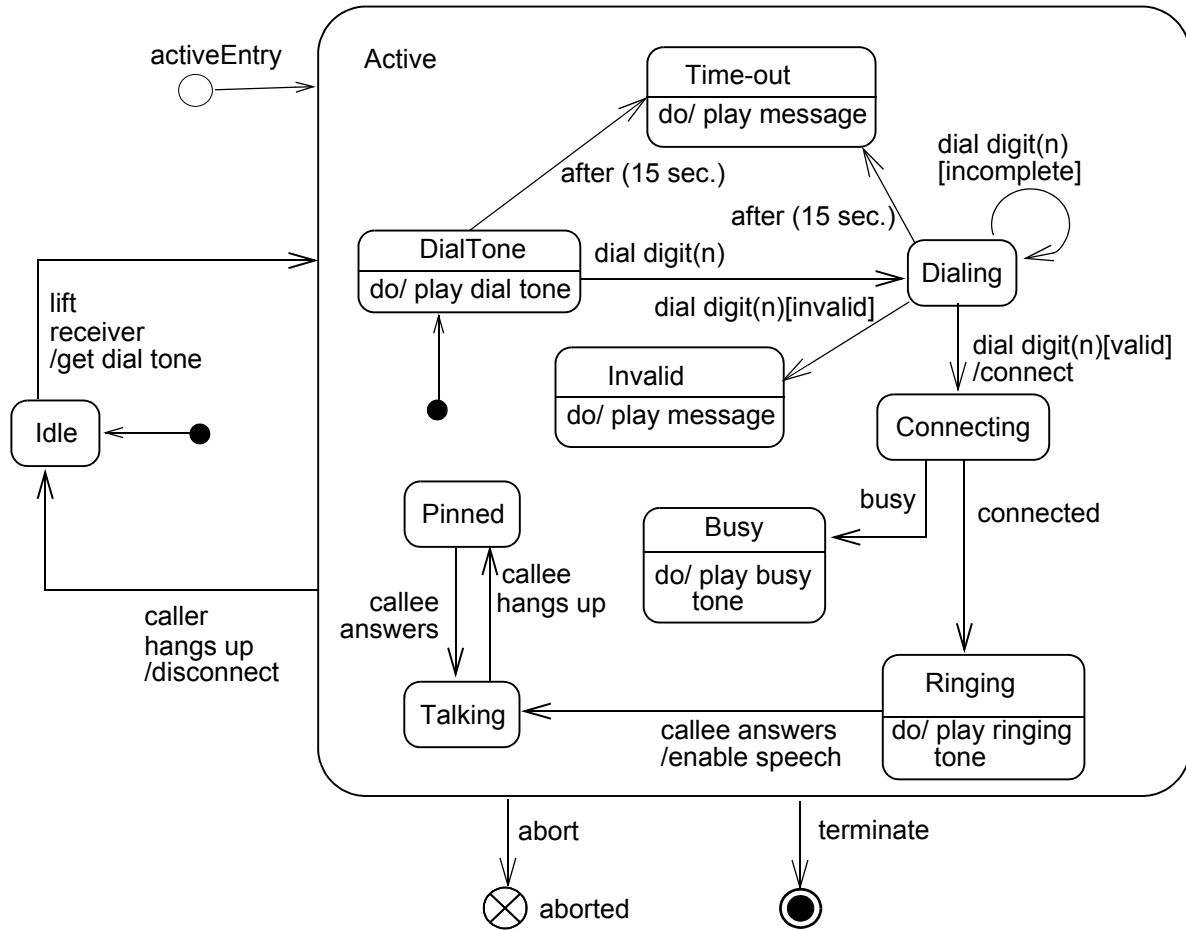 activeEntry
Active
Time-out
do/ play message
dial digit(n)
[incomplete]
after (15 sec.)
after (15 sec.)
DialTone
do/ play dial tone
dial digit(n)
Dialing
lift
receiver
/get dial tone
dial digit(n)[invalid]
dial digit(n)[valid]
/connect
Invalid
do/ play message
Idle
Connecting
Pinned
busy
connected
Busy
do/ play busy
tone
callee
hangs up
callee
answers
caller
hangs up
/disconnect
Talking
callee answers
/enable speech
Ringing
do/ play ringing
tone
abort
terminate
aborted